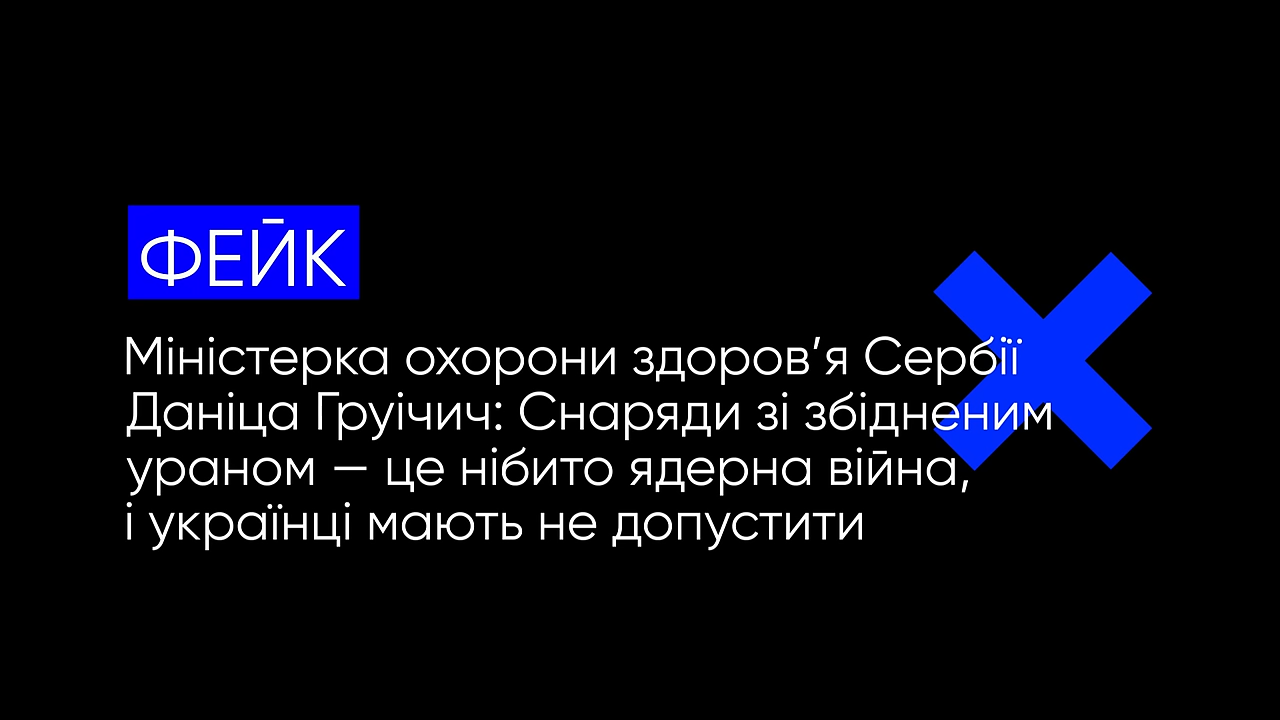 ФЕЙК
Міністерка охорони здоров’я Сербії
Даніца Груічич: Снаряди зі збідненим
ураном — це нібито ядерна війна,
і українці мають не допустити